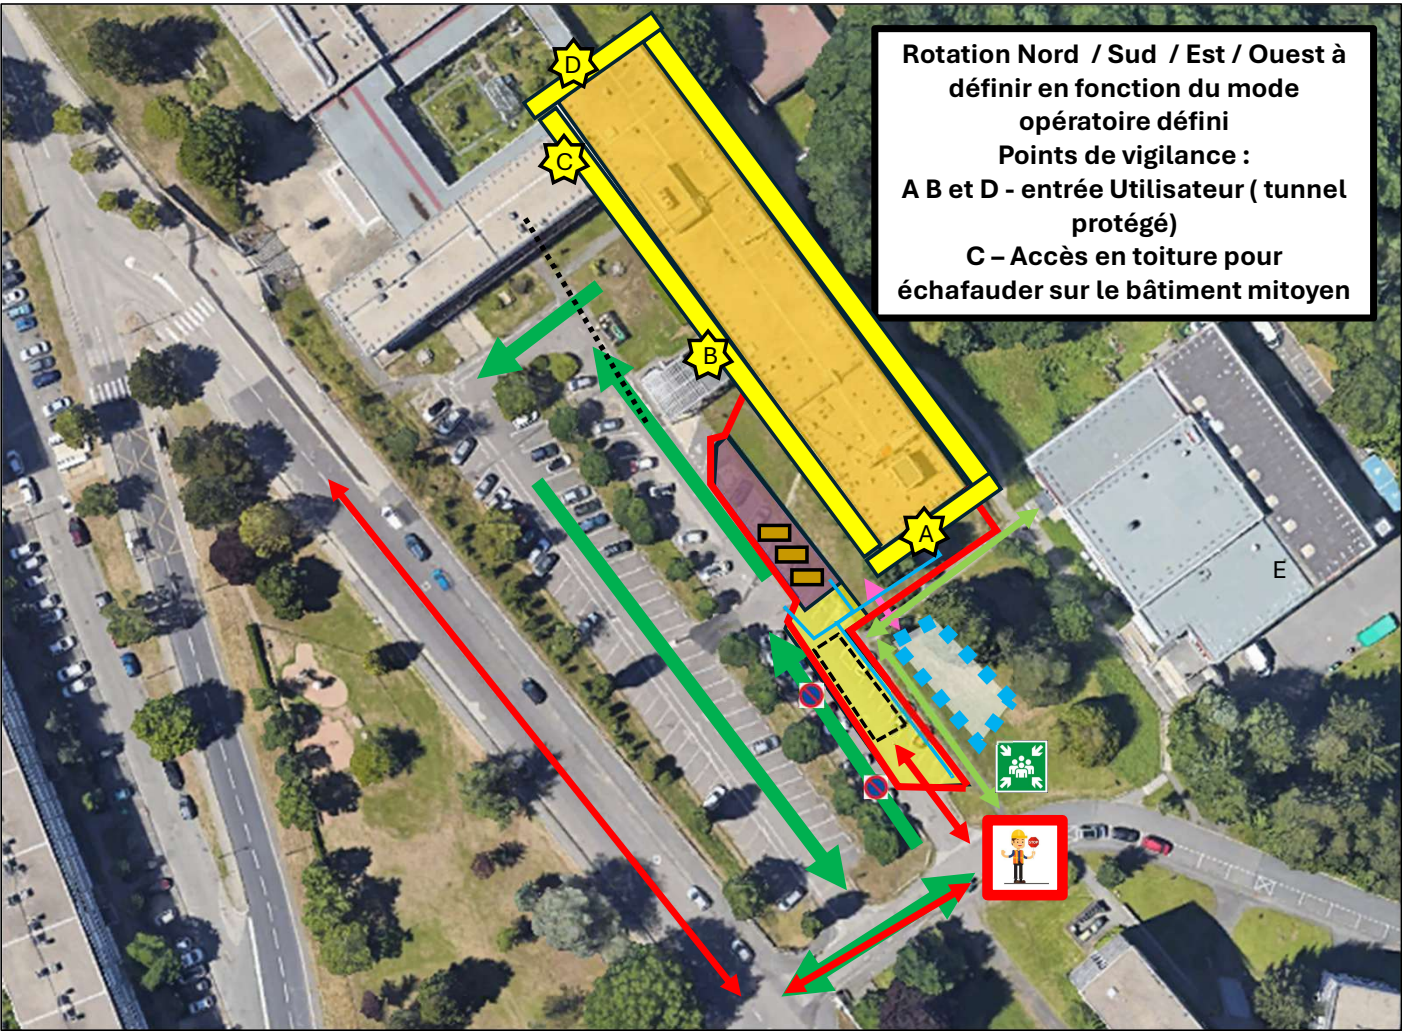 Rotation Nord / Sud / Est / Ouest à
définir en fonction du mode
opératoire défini
Points de vigilance :
A B et D - entrée Utilisateur ( tunnel
protégé)
C – Accès en toiture pour
échafauder sur le bâtiment mitoyen
D
C
B
A
E
STOP